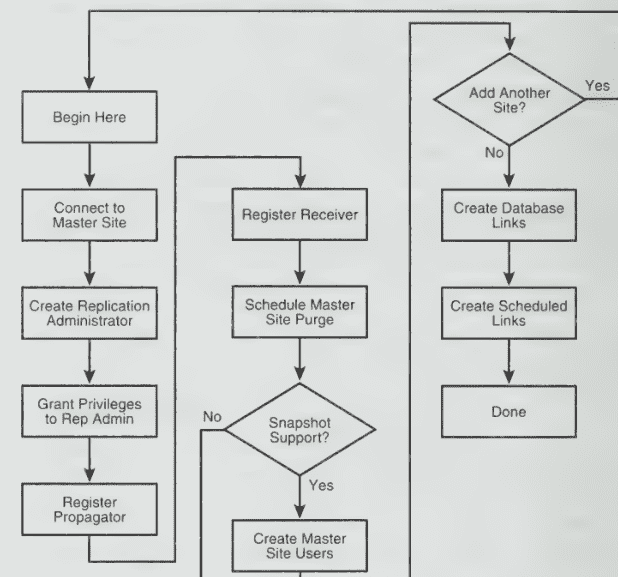 Begin Here
Connect to
Master Site
Create Replication
Administrator
Grant Privileges
to Rep Admin
Register
Propagator
Register Receiver
Schedule Master
Site Purge
Snapshot
Support?
No
Yes
Create Master
Site Users
Add Another
Site?
Yes
No
Create Database
Links
Create Scheduled
Links
Done